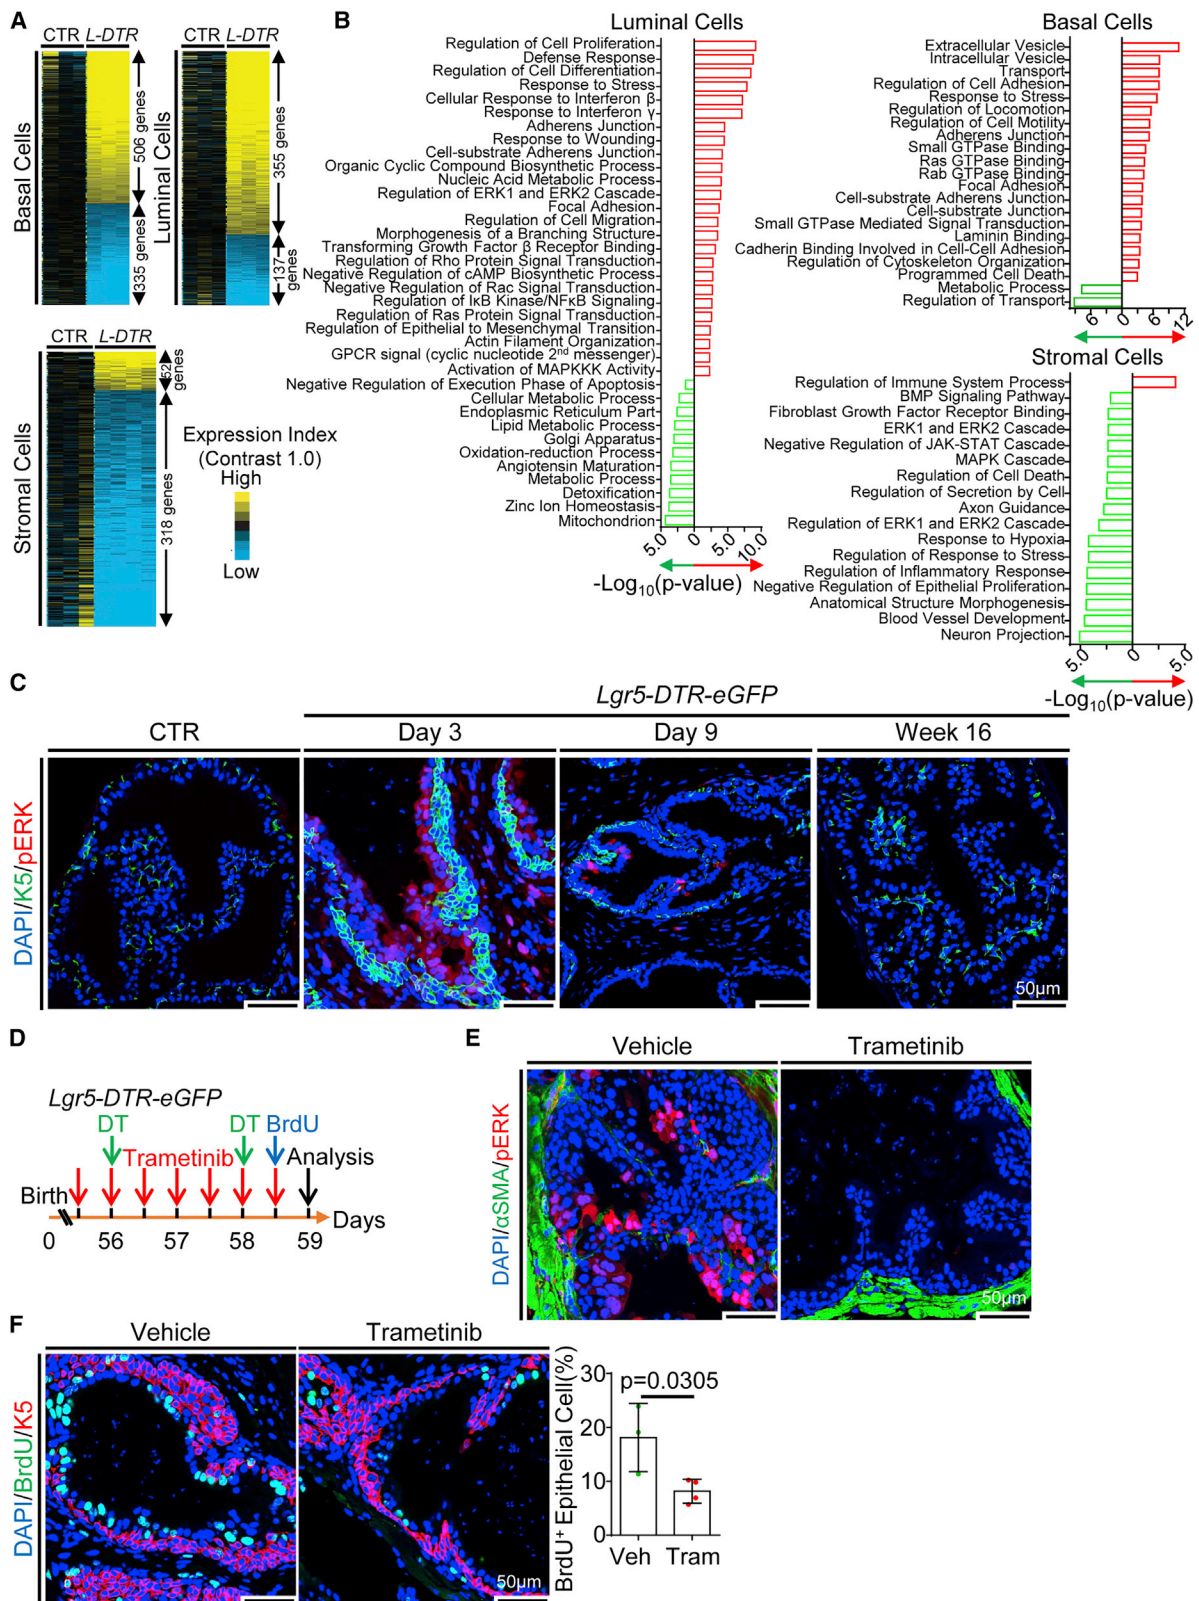 A
CTR L-DTR
CTR L-DTR
Basal Cells
506 genes
335 genes
Luminal Cells
355 genes
137 genes
CTR L-DTR
Stromal Cells
52 genes
318 genes
Expression Index
(Contrast 1.0)
High
Low
B
Luminal Cells
Regulation of Cell Proliferation
Defense Response
Regulation of Cell Differentiation
Response to Stress
Cellular Response to Interferon β
Response to Interferon γ
Adherens Junction
Response to Wounding
Cell-substrate Adherens Junction
Organic Cyclic Compound Biosynthetic Process
Nucleic Acid Metabolic Process
Regulation of ERK1 and ERK2 Cascade
Focal Adhesion
Regulation of Cell Migration
Morphogenesis of a Branching Structure
Transforming Growth Factor β Receptor Binding
Regulation of Rho Protein Signal Transduction
Negative Regulation of cAMP Biosynthetic Process
Negative Regulation of Rac Signal Transduction
Regulation of IκB Kinase/NFκB Signaling
Regulation of Ras Protein Signal Transduction
Regulation of Epithelial to Mesenchymal Transition
Actin Filament Organization
GPCR signal (cyclic nucleotide 2nd messenger)
Activation of MAPKKK Activity
Negative Regulation of Execution Phase of Apoptosis
Cellular Metabolic Process
Endoplasmic Reticulum Part
Lipid Metabolic Process
Golgi Apparatus
Oxidation-reduction Process
Angiotensin Maturation
Metabolic Process
Detoxification
Zinc Ion Homeostasis
Mitochondrion
5.0 0 5.0 10.0
-Log10(p-value)
Basal Cells
Extracellular Vesicle
Intracellular Vesicle
Transport
Regulation of Cell Adhesion
Response to Stress
Regulation of Locomotion
Regulation of Cell Motility
Adherens Junction
Small GTPase Binding
Ras GTPase Binding
Rab GTPase Binding
Focal Adhesion
Cell-substrate Adherens Junction
Cell-substrate Junction
Small GTPase Mediated Signal Transduction
Laminin Binding
Cadherin Binding Involved in Cell-Cell Adhesion
Regulation of Cytoskeleton Organization
Programmed Cell Death
Metabolic Process
Regulation of Transport
6 0 6 12
Stromal Cells
Regulation of Immune System Process
BMP Signaling Pathway
Fibroblast Growth Factor Receptor Binding
ERK1 and ERK2 Cascade
Negative Regulation of JAK-STAT Cascade
MAPK Cascade
Regulation of Cell Death
Regulation of Secretion by Cell
Axon Guidance
Regulation of ERK1 and ERK2 Cascade
Response to Hypoxia
Regulation of Response to Stress
Regulation of Inflammatory Response
Negative Regulation of Epithelial Proliferation
Anatomical Structure Morphogenesis
Blood Vessel Development
Neuron Projection
5.0 0 5.0
-Log10(p-value)
C
Lgr5-DTR-eGFP
CTR Day 3 Day 9 Week 16
DAPI/K5/pERK
50µm
D
Lgr5-DTR-eGFP
DT DT BrdU
Trametinib Analysis
Birth
Days
0 56 57 58 59
E
Vehicle Trametinib
DAPI/αSMA/pERK
50µm
F
Vehicle Trametinib
DAPI/BrdU/K5
50µm
BrdU+ Epithelial Cell(%)
30
20
10
0
p=0.0305
Veh Tram